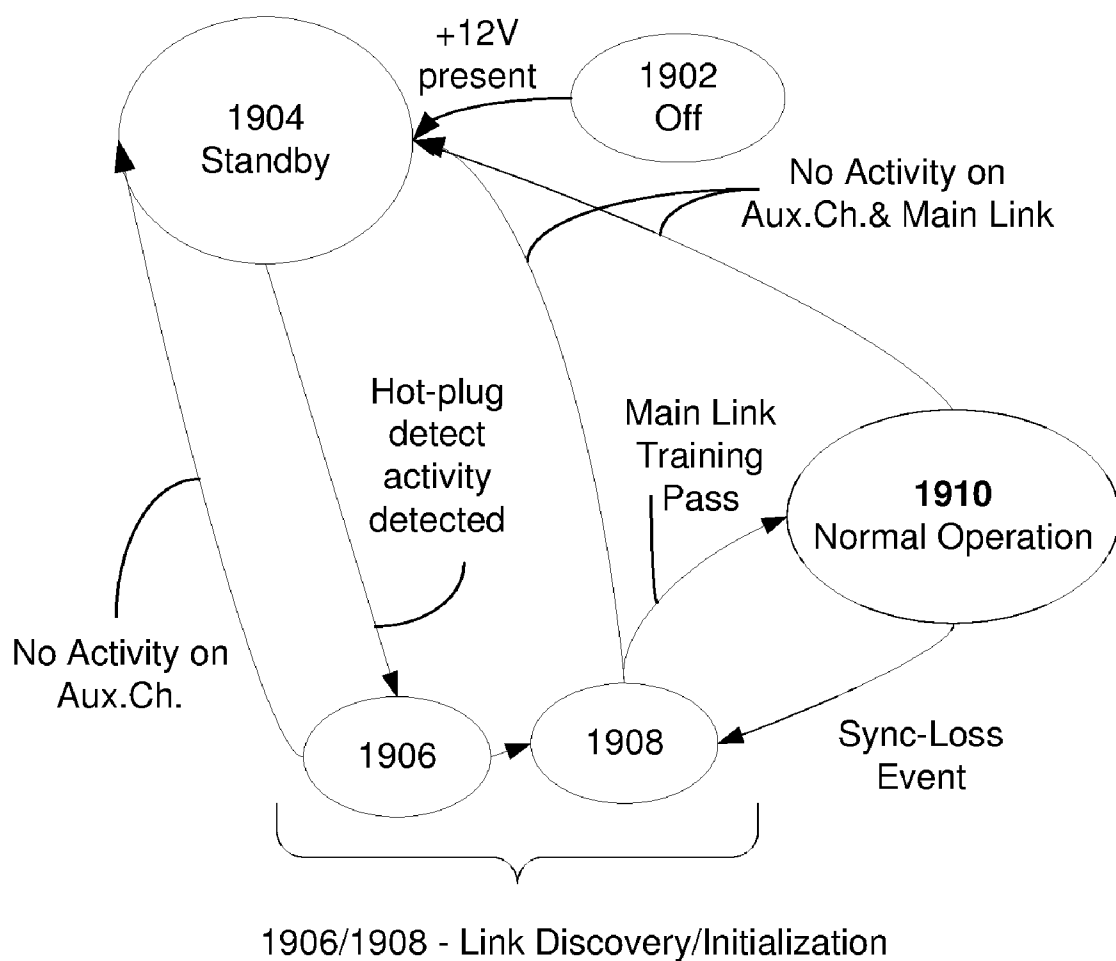 +12V
present
1902
Off
1904
Standby
No Activity on
Aux.Ch.& Main Link
Hot-plug
detect
activity
detected
Main Link
Training
Pass
1910
Normal Operation
No Activity on
Aux.Ch.
1906
1908
Sync-Loss
Event
1906/1908 - Link Discovery/Initialization